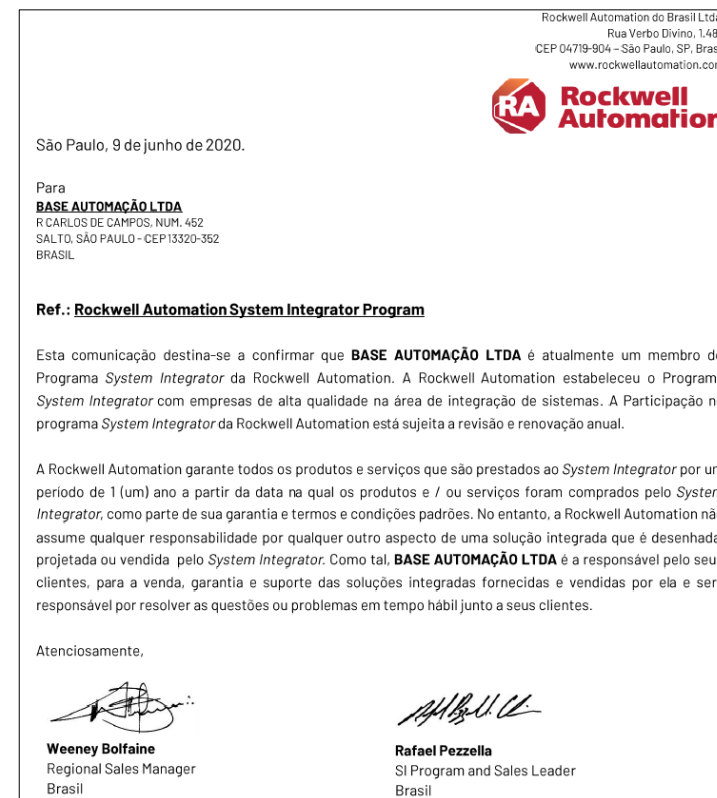 Rockwell Automation do Brasil Ltda
Rua Verbo Divino, 1.48
CEP 04719-904 – São Paulo, SP, Bras
www.rockwellautomation.com
RA Rockwell
Automation
São Paulo, 9 de junho de 2020.
Para
BASE AUTOMAÇÃO LTDA
R CARLOS DE CAMPOS, NUM. 452
SALTO, SÃO PAULO - CEP 13320-352
BRASIL
Ref.: Rockwell Automation System Integrator Program
Esta comunicação destina-se a confirmar que BASE AUTOMAÇÃO LTDA é atualmente um membro do
Programa System Integrator da Rockwell Automation. A Rockwell Automation estabeleceu o Program
System Integrator com empresas de alta qualidade na área de integração de sistemas. A Participação n
programa System Integrator da Rockwell Automation está sujeita a revisão e renovação anual.
A Rockwell Automation garante todos os produtos e serviços que são prestados ao System Integrator por um
período de 1 (um) ano a partir da data na qual os produtos e / ou serviços foram comprados pelo System
Integrator, como parte de sua garantia e termos e condições padrões. No entanto, a Rockwell Automation nã
assume qualquer responsabilidade por qualquer outro aspecto de uma solução integrada que é desenhada
projetada ou vendida pelo System Integrator. Como tal, BASE AUTOMAÇÃO LTDA é a responsável pelo seu
clientes, para a venda, garantia e suporte das soluções integradas fornecidas e vendidas por ela e ser
responsável por resolver as questões ou problemas em tempo hábil junto a seus clientes.
Atenciosamente,
Weeney Bolfaine
Regional Sales Manager
Brasil
Rafael Pezzella
SI Program and Sales Leader
Brasil